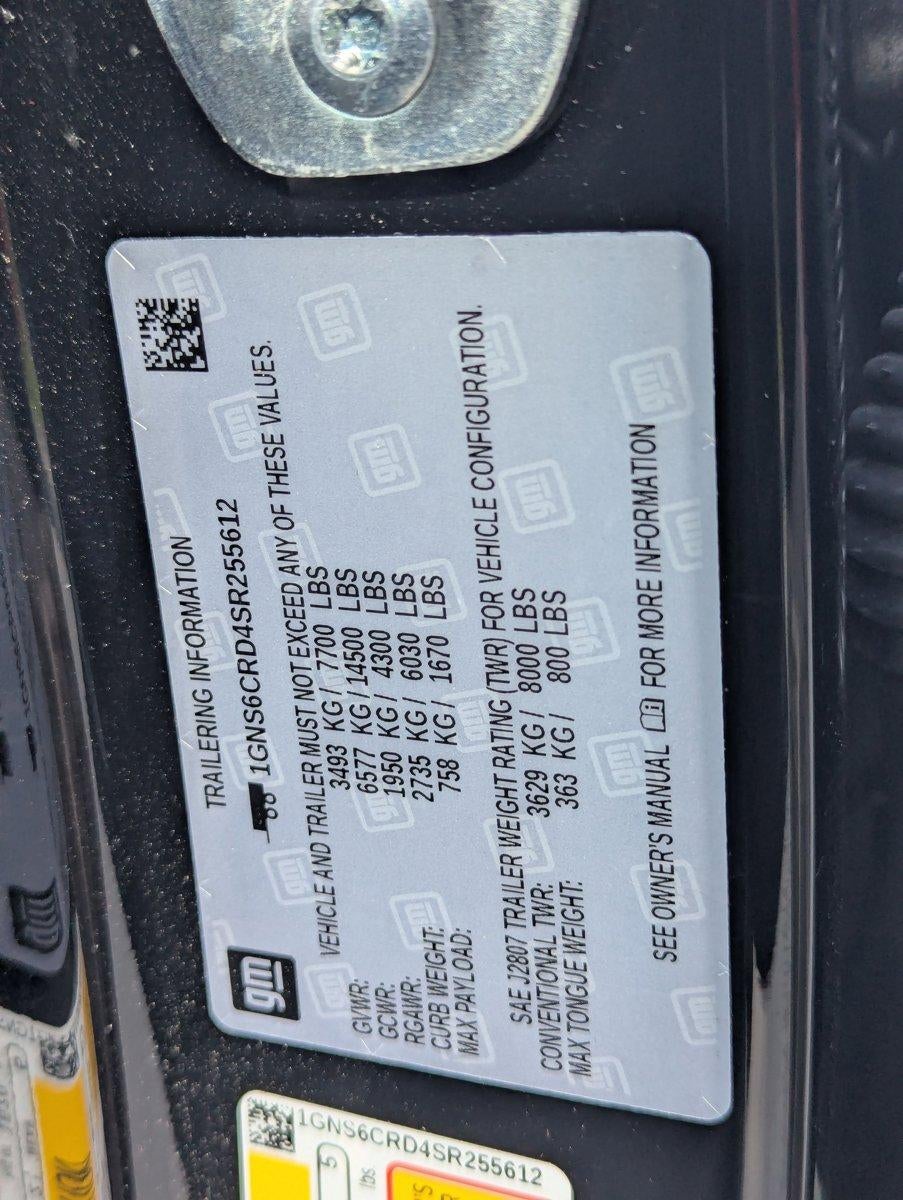 gm
TRAILERING INFORMATION
1GNS6CRD4SR255612
VEHICLE AND TRAILER MUST NOT EXCEED ANY OF THESE VALUES.
GVWR: 3493 KG / 7700 LBS
GCWR: 6577 KG / 14500 LBS
RGAWR: 1950 KG / 4300 LBS
CURB WEIGHT: 2735 KG / 6030 LBS
MAX PAYLOAD: 758 KG / 1670 LBS
SAE J2807 TRAILER WEIGHT RATING (TWR) FOR VEHICLE CONFIGURATION.
CONVENTIONAL TWR: 3629 KG / 8000 LBS
MAX TONGUE WEIGHT: 363 KG / 800 LBS
SEE OWNER'S MANUAL FOR MORE INFORMATION
1GNS6CRD4SR255612
5
lbs.